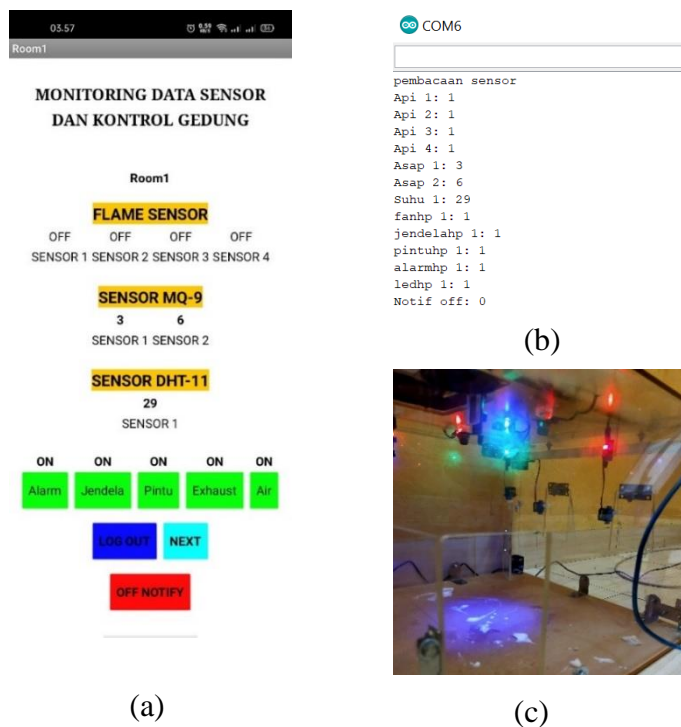 03.57
0,59
Room1
MONITORING DATA SENSOR
DAN KONTROL GEDUNG
Room1
FLAME SENSOR
OFF OFF OFF OFF
SENSOR 1 SENSOR 2 SENSOR 3 SENSOR 4
SENSOR MQ-9
3 6
SENSOR 1 SENSOR 2
SENSOR DHT-11
29
SENSOR 1
ON ON ON ON ON
Alarm Jendela Pintu Exhaust Air
LOG OUT NEXT
OFF NOTIFY
(a)
COM6
pembacaan sensor
Api 1: 1
Api 2: 1
Api 3: 1
Api 4: 1
Asap 1: 3
Asap 2: 6
Suhu 1: 29
fanhp 1: 1
jendelahp 1: 1
pintuhp 1: 1
alarmhp 1: 1
ledhp 1: 1
Notif off: 0
(b)
(c)